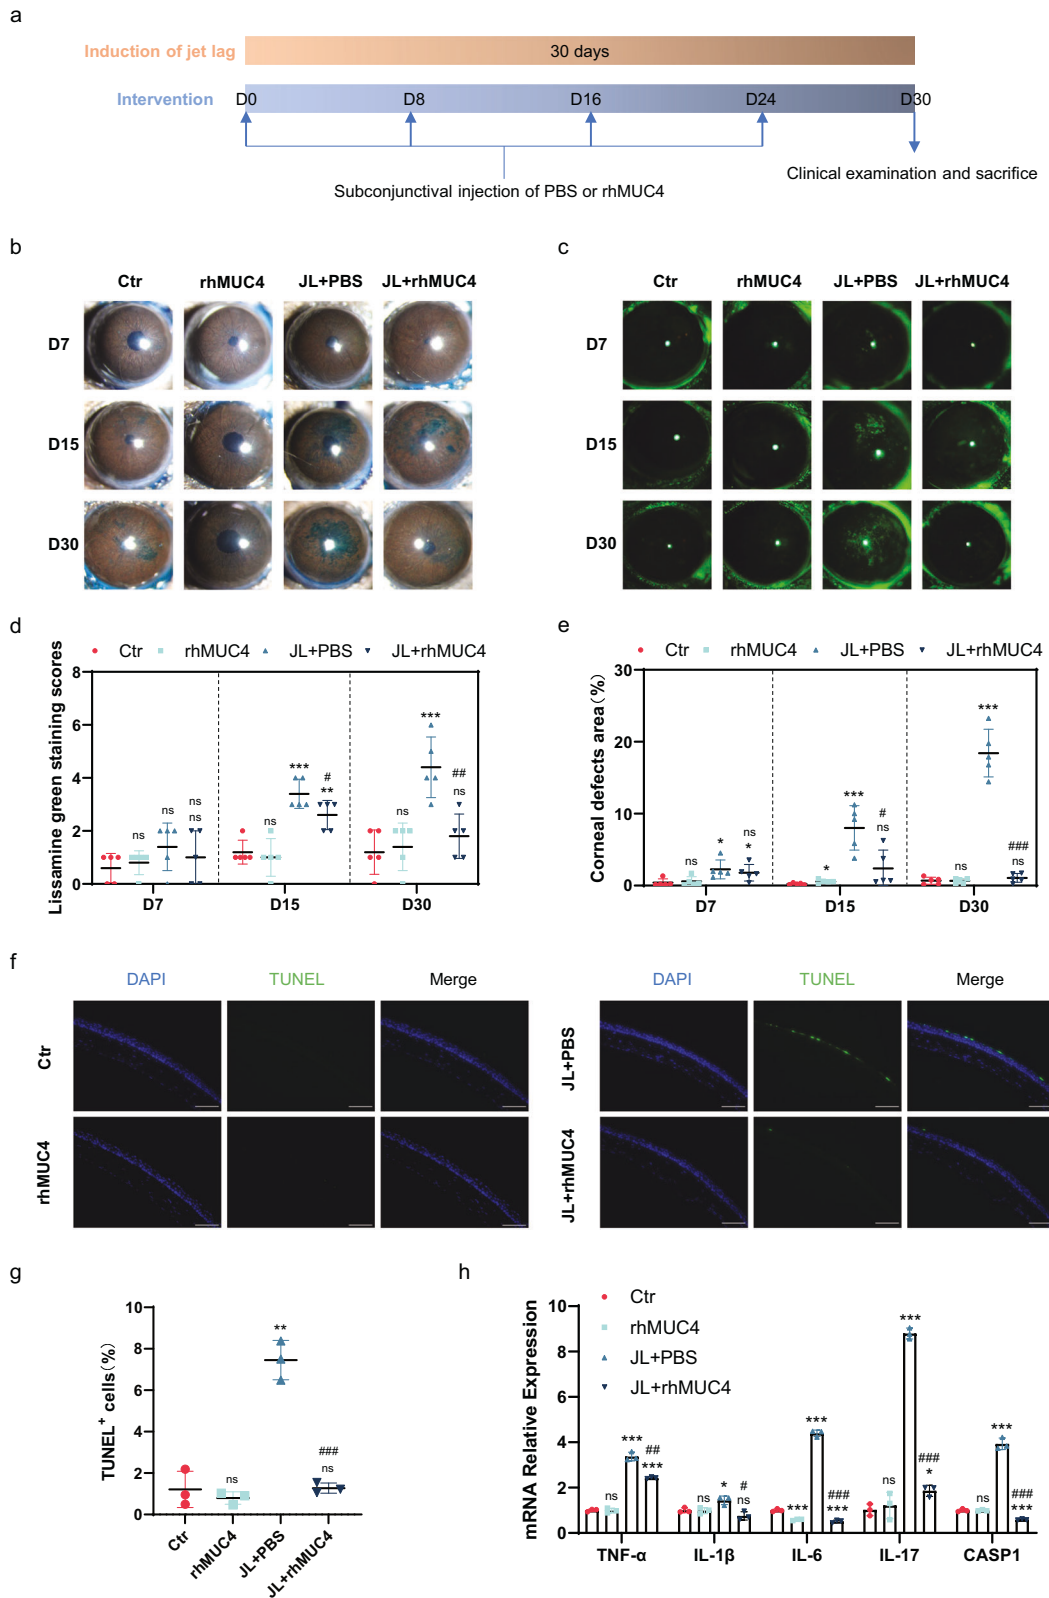 a
Induction of jet lag
30 days
Intervention
D0
D8
D16
D24
D30
Subconjunctival injection of PBS or rhMUC4
Clinical examination and sacrifice
b
Ctr rhMUC4 JL+PBS JL+rhMUC4
D7
D15
D30
c
Ctr rhMUC4 JL+PBS JL+rhMUC4
D7
D15
D30
d
Ctr rhMUC4 JL+PBS JL+rhMUC4
Lissamine green staining scores
8
6
4
2
0
ns
ns
ns
ns
ns
***
#
**
ns
***
##
ns
D7 D15 D30
e
Ctr rhMUC4 JL+PBS JL+rhMUC4
Corneal defects area(%)
30
20
10
0
ns
*
ns
*
*
***
#
ns
ns
***
###
ns
D7 D15 D30
f
DAPI TUNEL Merge
Ctr
rhMUC4
DAPI TUNEL Merge
JL+PBS
JL+rhMUC4
g
TUNEL+ cells(%)
10
8
6
4
2
0
ns
**
###
ns
Ctr
rhMUC4
JL+PBS
JL+rhMUC4
h
Ctr
rhMUC4
JL+PBS
JL+rhMUC4
mRNA Relative Expression
10
8
6
4
2
0
ns
***
##
***
ns
*
#
ns
***
***
###
***
ns
***
###
*
ns
***
###
***
TNF-α IL-1β IL-6 IL-17 CASP1